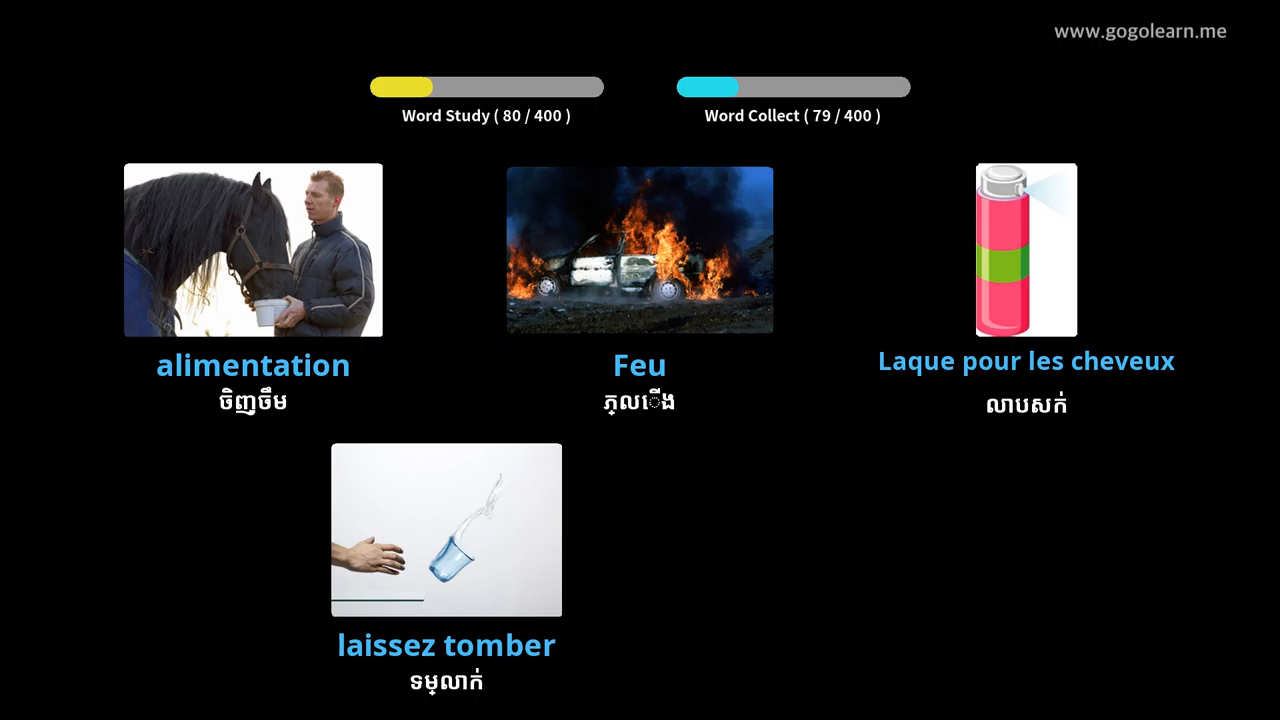 www.gogolearn.me
Word Study ( 80 / 400 )
Word Collect ( 79 / 400 )
alimentation
ចិញ្ចឹម
Feu
ភ្លើង
Laque pour les cheveux
លាបសក់
laissez tomber
ទម្លាក់